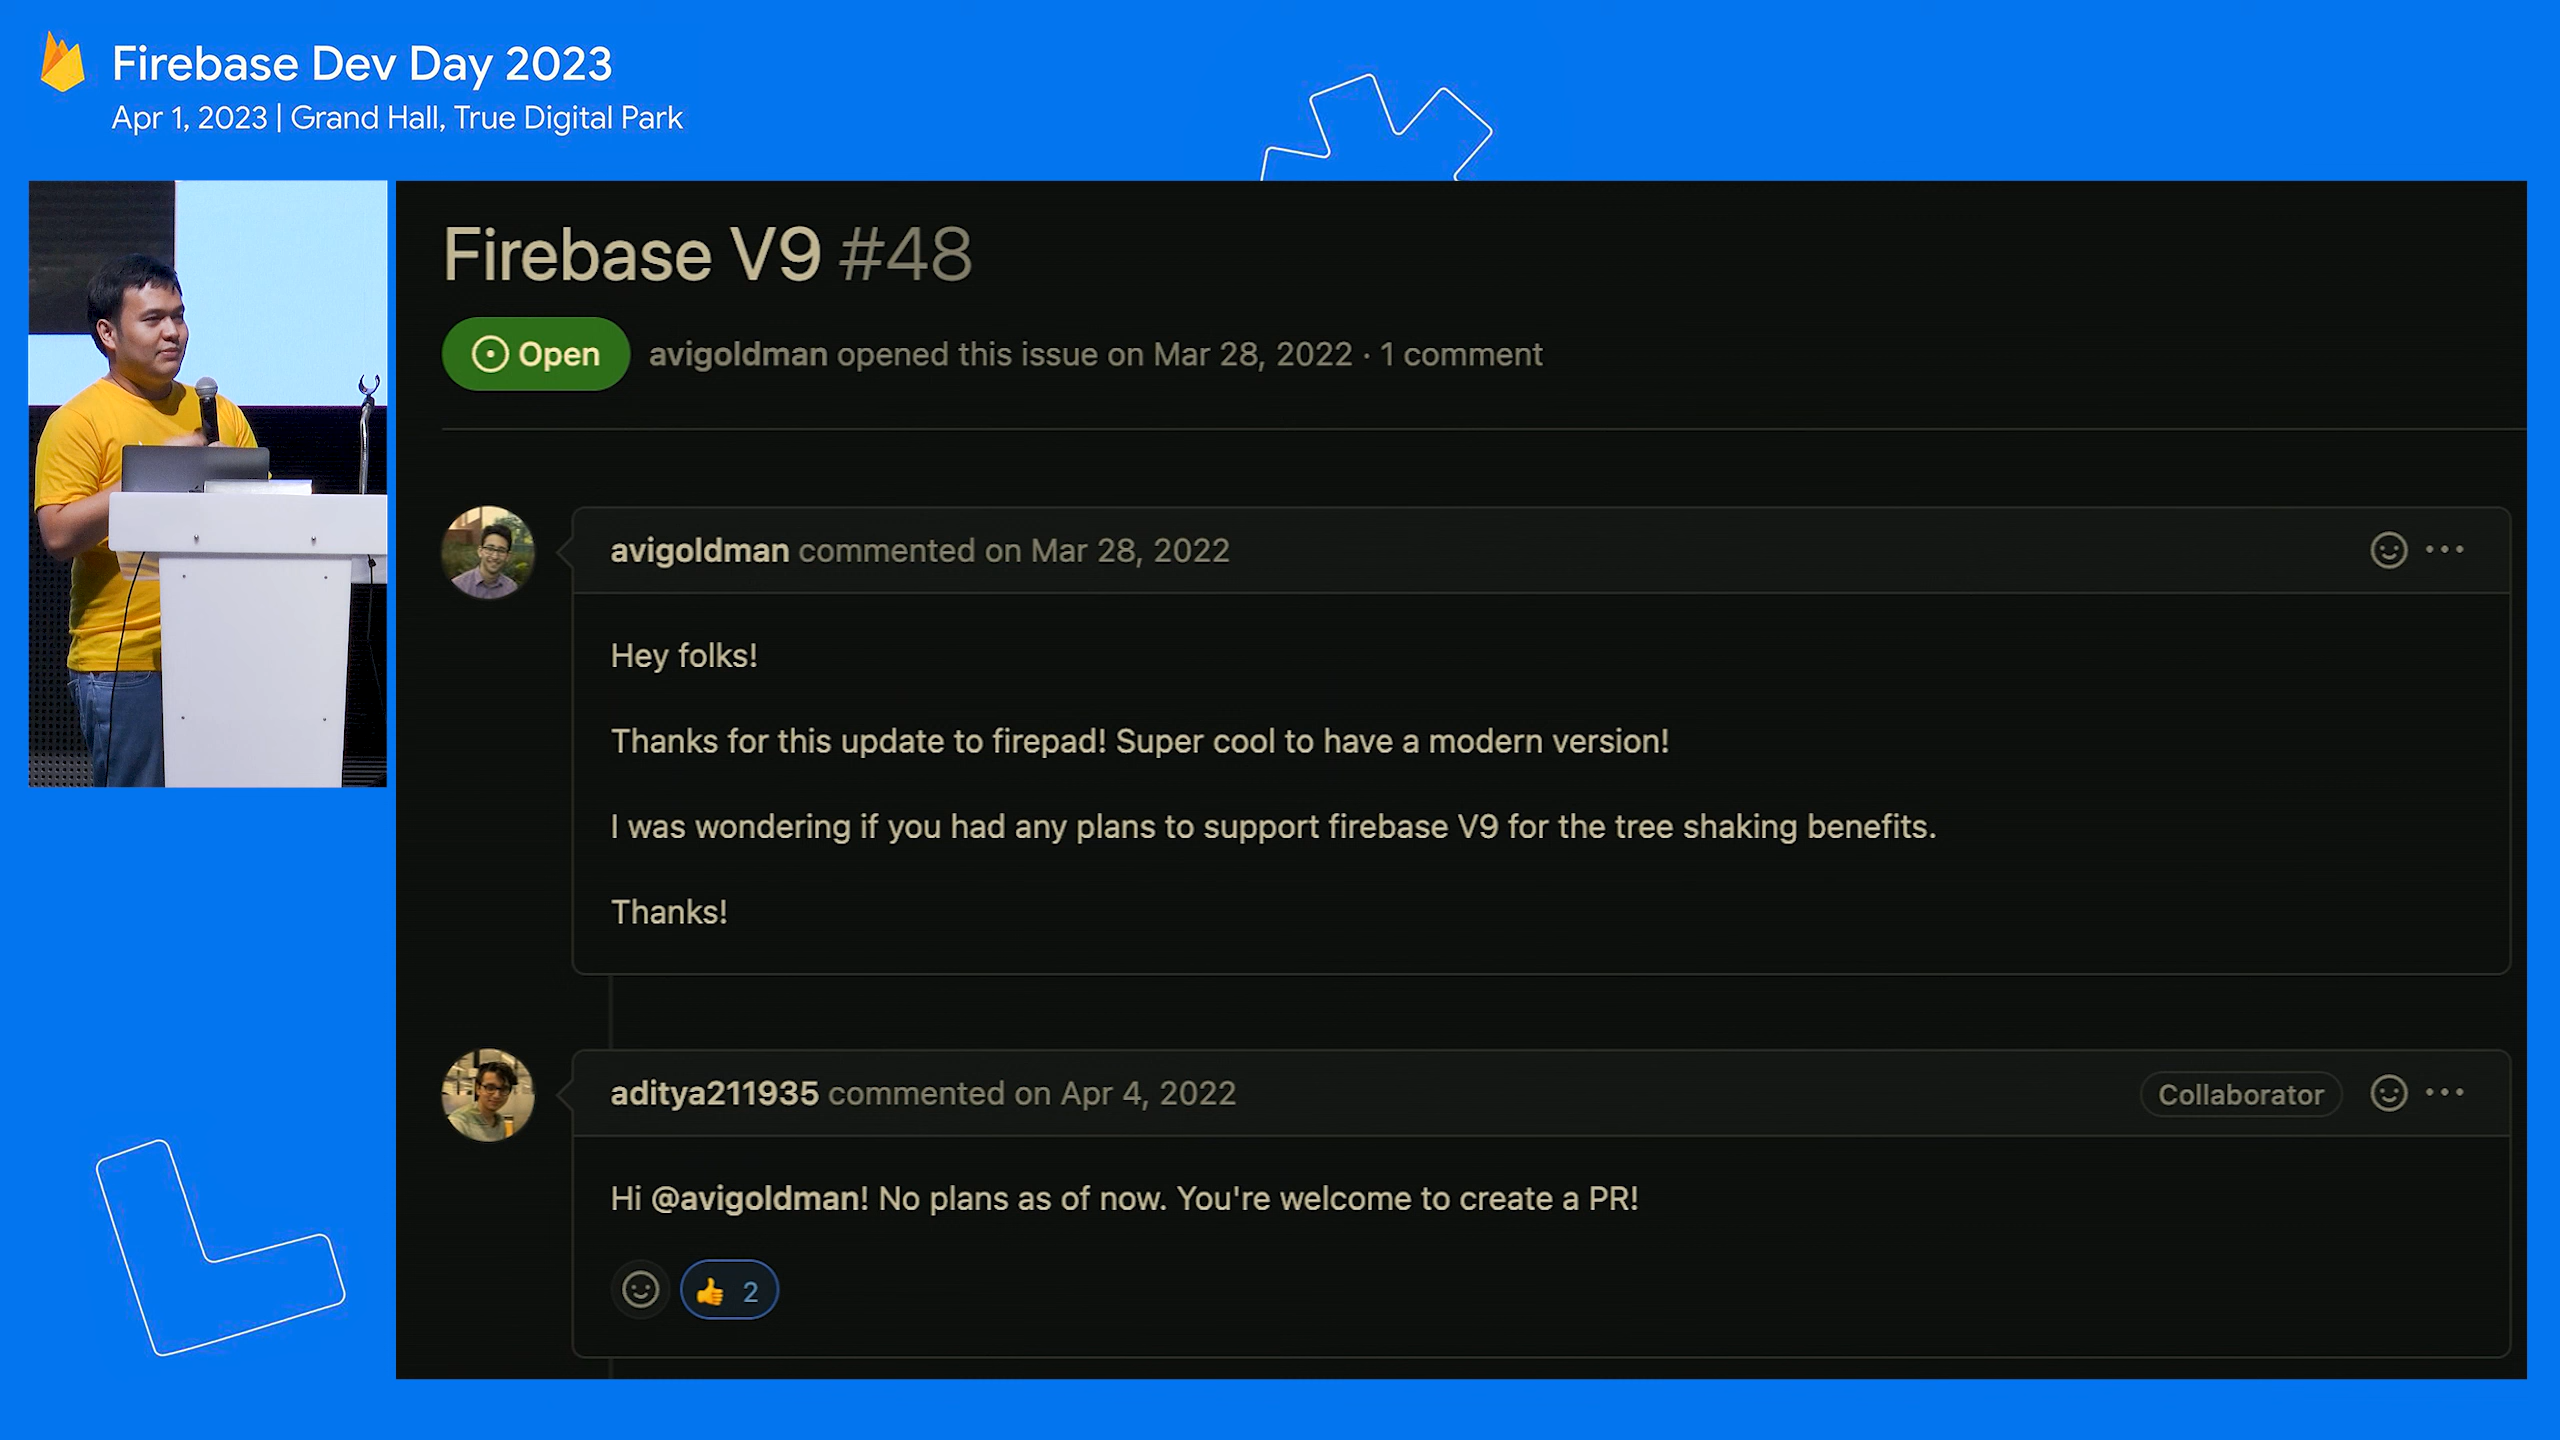 Firebase Dev Day 2023
Apr 1, 2023 | Grand Hall, True Digital Park
Firebase V9 #48
Open
avigoldman opened this issue on Mar 28, 2022 · 1 comment
avigoldman commented on Mar 28, 2022
Hey folks!
Thanks for this update to firepad! Super cool to have a modern version!
I was wondering if you had any plans to support firebase V9 for the tree shaking benefits.
Thanks!
aditya211935 commented on Apr 4, 2022
Collaborator
Hi @avigoldman! No plans as of now. You're welcome to create a PR!
👍 2